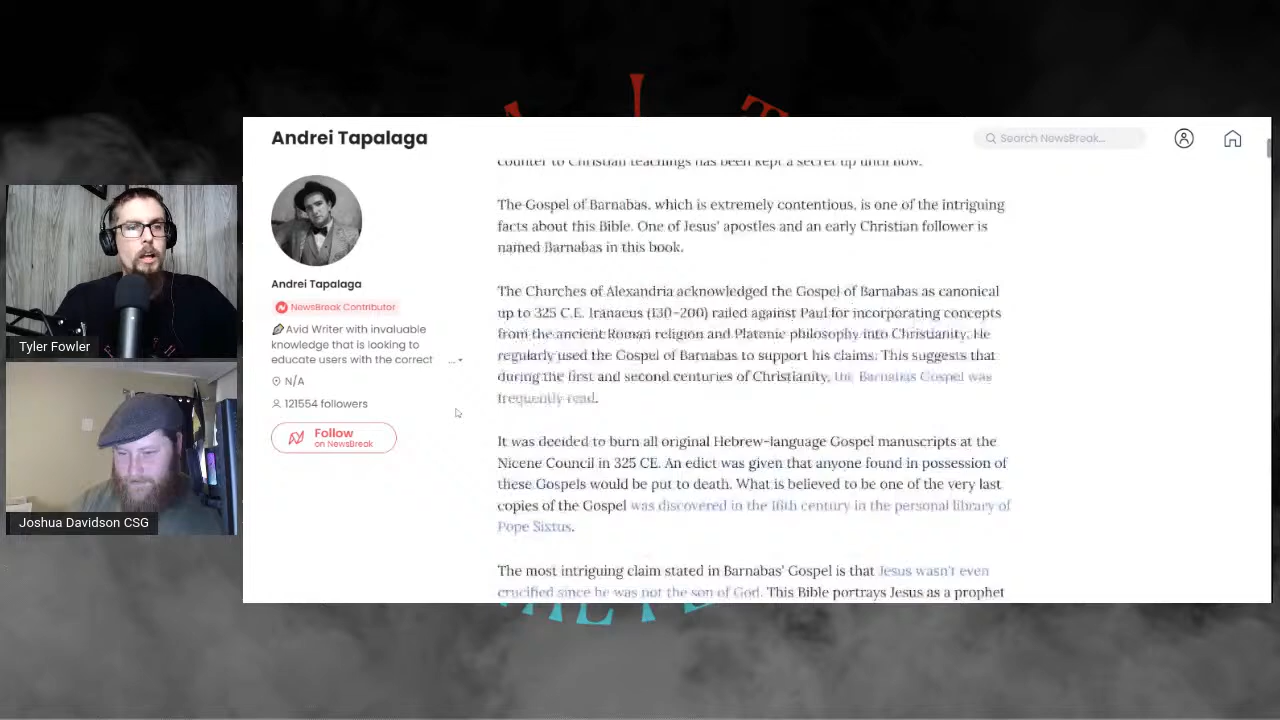 Andrei Tapalaga
Search NewsBreak...
counter to Christian teachings has been kept a secret up until now.
The Gospel of Barnabas, which is extremely contentious, is one of the intriguing
facts about this Bible. One of Jesus' apostles and an early Christian follower is
named Barnabas in this book.
The Churches of Alexandria acknowledged the Gospel of Barnabas as canonical
up to 325 C.E. Iranaeus (130-200) railed against Paul for incorporating concepts
from the ancient Roman religion and Platonic philosophy into Christianity. He
regularly used the Gospel of Barnabas to support his claims. This suggests that
during the first and second centuries of Christianity, the Barnabas Gospel was
frequently read.
It was decided to burn all original Hebrew-language Gospel manuscripts at the
Nicene Council in 325 CE. An edict was given that anyone found in possession of
these Gospels would be put to death. What is believed to be one of the very last
copies of the Gospel was discovered in the 16th century in the personal library of
Pope Sixtus.
The most intriguing claim stated in Barnabas' Gospel is that Jesus wasn't even
crucified since he was not the son of God. This Bible portrays Jesus as a prophet
Andrei Tapalaga
NewsBreak Contributor
Avid Writer with invaluable
knowledge that is looking to
educate users with the correct ...
N/A
121554 followers
Follow
on NewsBreak
Tyler Fowler
Joshua Davidson CSG